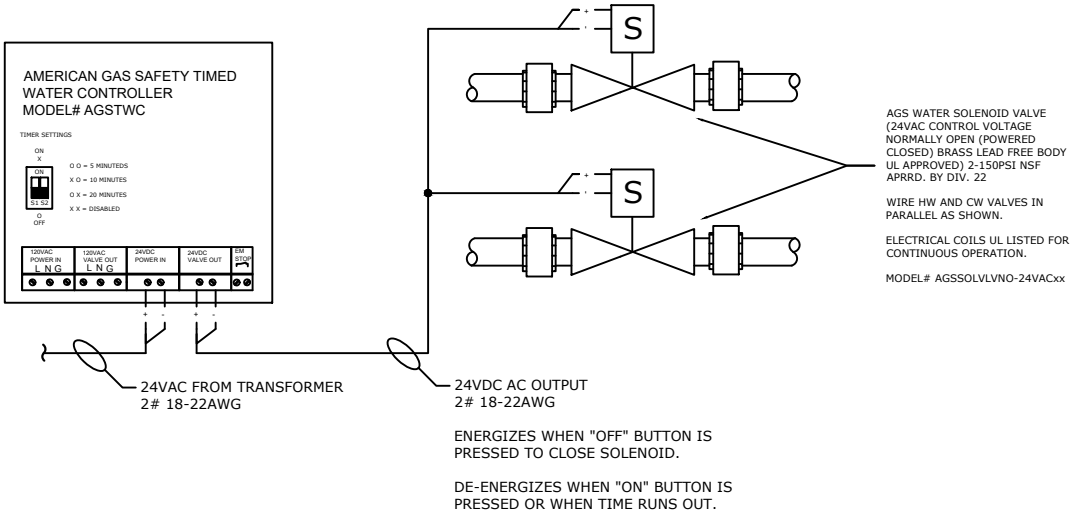 AMERICAN GAS SAFETY TIMED
WATER CONTROLLER
MODEL# AGSTWC
TIMER SETTINGS
ON
X
ON
S1 S2
O
OFF
O O = 5 MINUTEDS
X O = 10 MINUTES
O X = 20 MINUTES
X X = DISABLED
120VAC
POWER IN
L N G
120VAC
VALVE OUT
L N G
24VDC
POWER IN
24VDC
VALVE OUT
EM
STOP
+ - + -
24VAC FROM TRANSFORMER
2# 18-22AWG
24VDC AC OUTPUT
2# 18-22AWG
ENERGIZES WHEN "OFF" BUTTON IS
PRESSED TO CLOSE SOLENOID.
DE-ENERGIZES WHEN "ON" BUTTON IS
PRESSED OR WHEN TIME RUNS OUT.
+
-
S
+
-
S
AGS WATER SOLENOID VALVE
(24VAC CONTROL VOLTAGE
NORMALLY OPEN (POWERED
CLOSED) BRASS LEAD FREE BODY
UL APPROVED) 2-150PSI NSF
APRRD. BY DIV. 22
WIRE HW AND CW VALVES IN
PARALLEL AS SHOWN.
ELECTRICAL COILS UL LISTED FOR
CONTINUOUS OPERATION.
MODEL# AGSSOLVLVNO-24VACxx